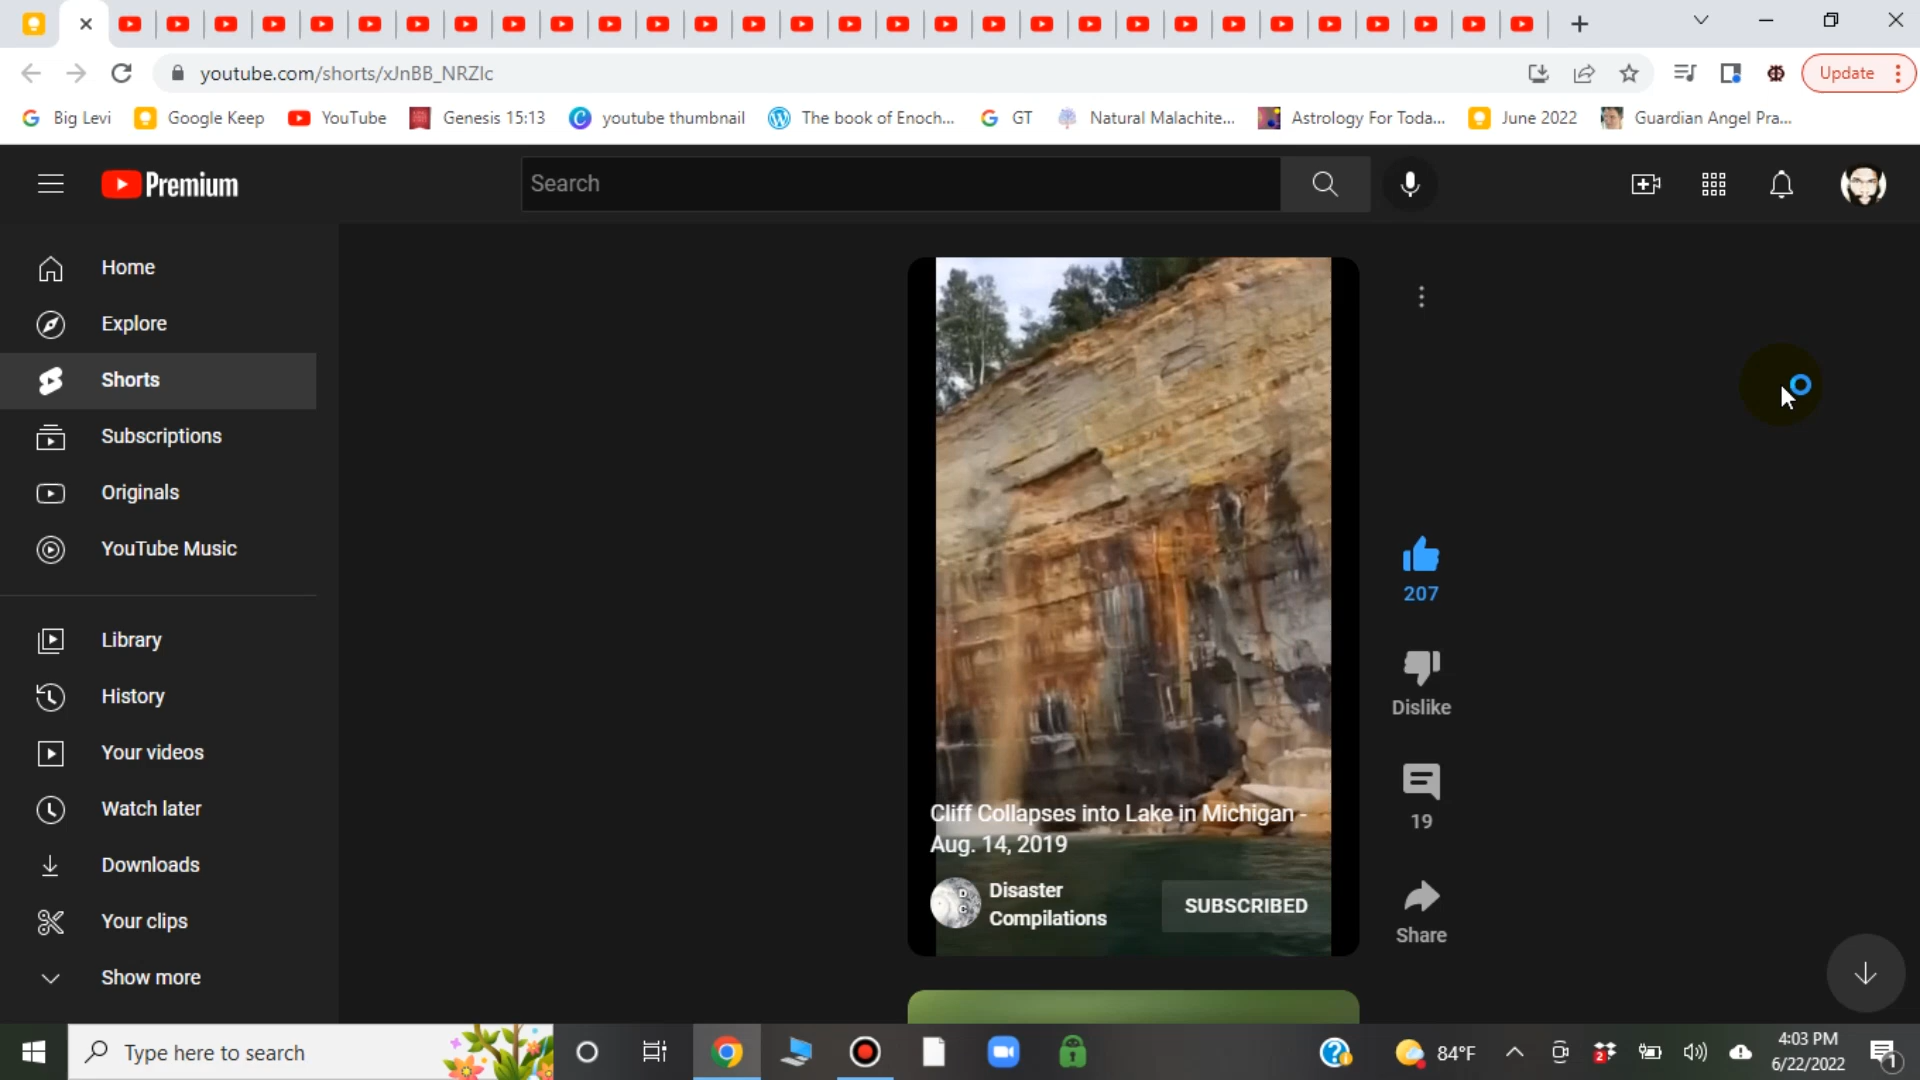 youtube.com/shorts/xJnBB_NRZIc
Update
Big Levi
Google Keep
YouTube
Genesis 15:13
youtube thumbnail
The book of Enoch...
GT
Natural Malachite...
Astrology For Toda...
June 2022
Guardian Angel Pra...
Premium
Search
Home
Explore
Shorts
Subscriptions
Originals
YouTube Music
Library
History
Your videos
Watch later
Downloads
Your clips
Show more
207
Dislike
19
Share
Cliff Collapses into Lake in Michigan -
Aug. 14, 2019
D
C
Disaster
Compilations
SUBSCRIBED
Type here to search
84°F
2
4:03 PM
6/22/2022
1